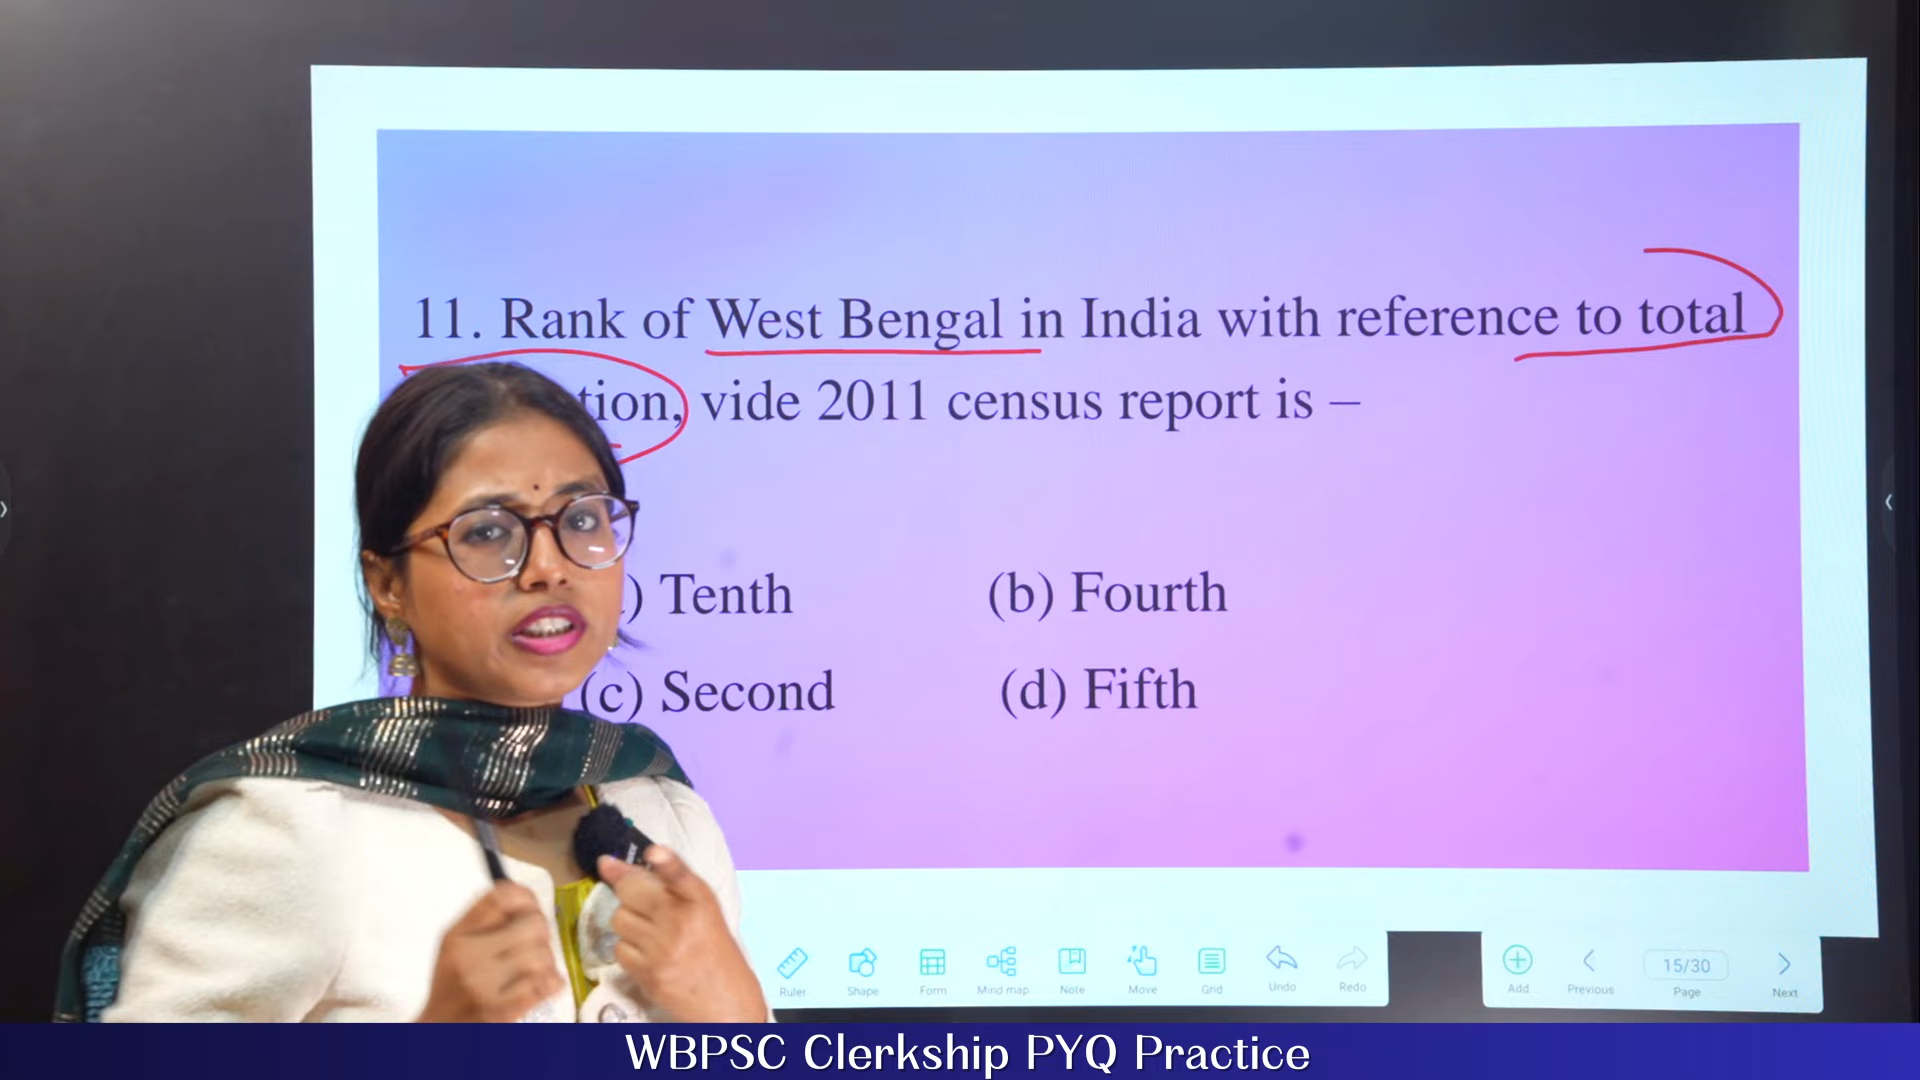 11. Rank of West Bengal in India with reference to total
tion, vide 2011 census report is –
) Tenth (b) Fourth
(c) Second (d) Fifth
Ruler Shape Form Mind map Note Move Grid Undo Redo Add Previous 15/30 Page Next
WBPSC Clerkship PYQ Practice